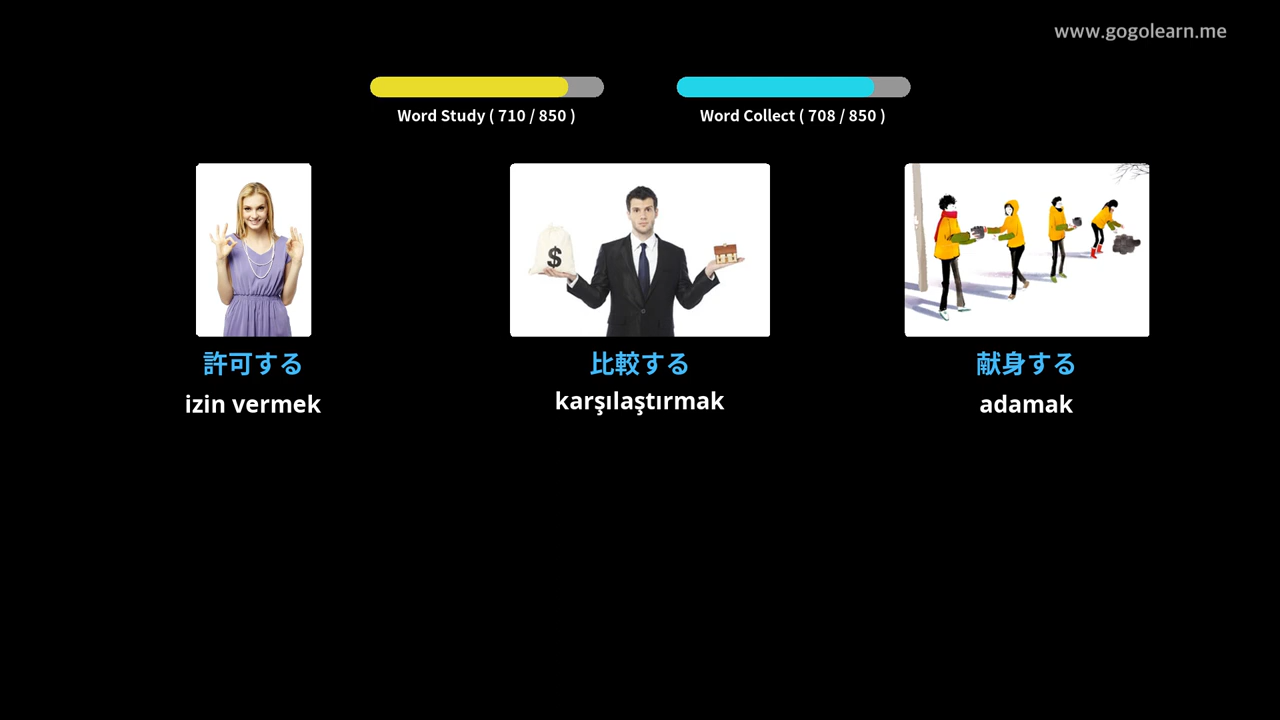 www.gogolearn.me
Word Study ( 710 / 850 )
Word Collect ( 708 / 850 )
$
許可する
izin vermek
比較する
karşılaştırmak
献身する
adamak